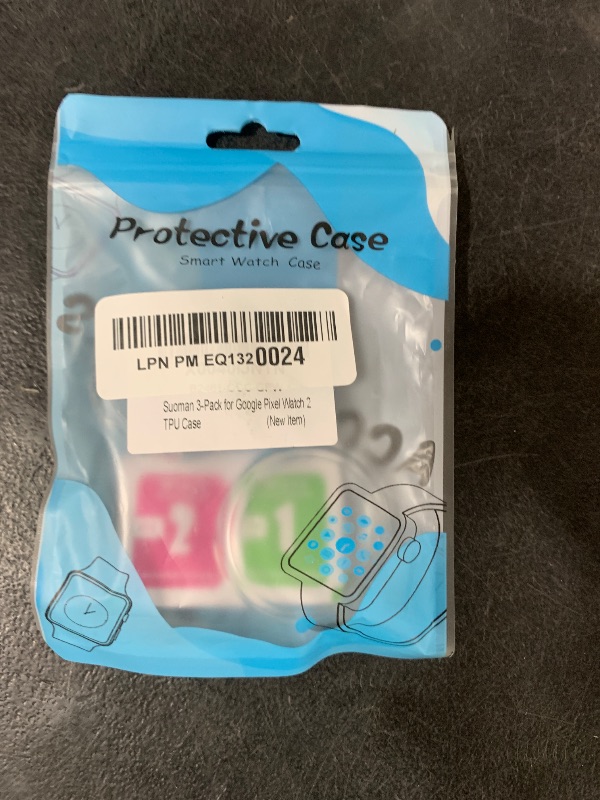 Protective Case
Smart Watch Case
LPN PM EQ1320024
Suoman 3-Pack for Google Pixel Watch 2
TPU Case (New Item)
2
1